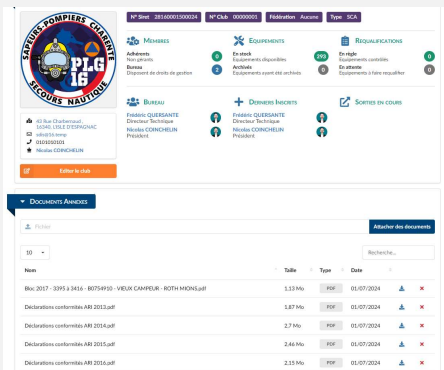 N° Siret 28160001500024 N° Club 00000001 Fédération Aucune Type SCA
SAPEURS-POMPIERS CHARENTE
PLG
16
SECOURS NAUTIQUE
43 Rue Charbernaud,
16340, L'ISLE D'ESPAGNAC
sdis@16.temp
0101010101
Nicolas COINCHELIN
Editer le club
MEMBRES
Adhérents 0
Non gérants
Bureau 2
Disposent de droits de gestion
EQUIPEMENTS
En stock 293
Equipements disponibles
Archivés 0
Equipements ayant été archivés
REQUALIFICATIONS
En règle 0
Equipements contrôlés
En attente 0
Equipements à faire requalifier
BUREAU
Frédéric QUERSANTE
Directeur Technique
Nicolas COINCHELIN
Président
DERNIERS INSCRITS
Frédéric QUERSANTE
Directeur Technique
Nicolas COINCHELIN
Président
SORTIES EN COURS
DOCUMENTS ANNEXES
Fichier Attacher des documents
10 Recherche...
Nom Taille Type Date
Bloc 2017 - 3395 à 3416 - B0754910 - VIEUX CAMPEUR - ROTH MIONS.pdf 1,13 Mo PDF 01/07/2024
Déclarations conformités ARI 2013.pdf 1,87 Mo PDF 01/07/2024
Déclarations conformités ARI 2014.pdf 2,7 Mo PDF 01/07/2024
Déclarations conformités ARI 2015.pdf 2,46 Mo PDF 01/07/2024
Déclarations conformités ARI 2016.pdf 2,15 Mo PDF 01/07/2024